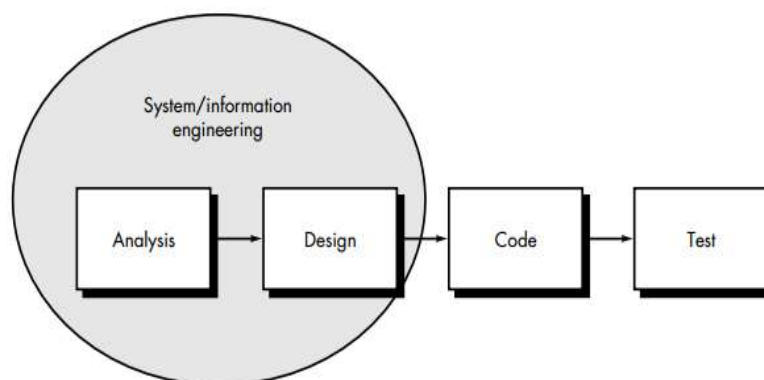 System/information
engineering
Analysis
Design
Code
Test